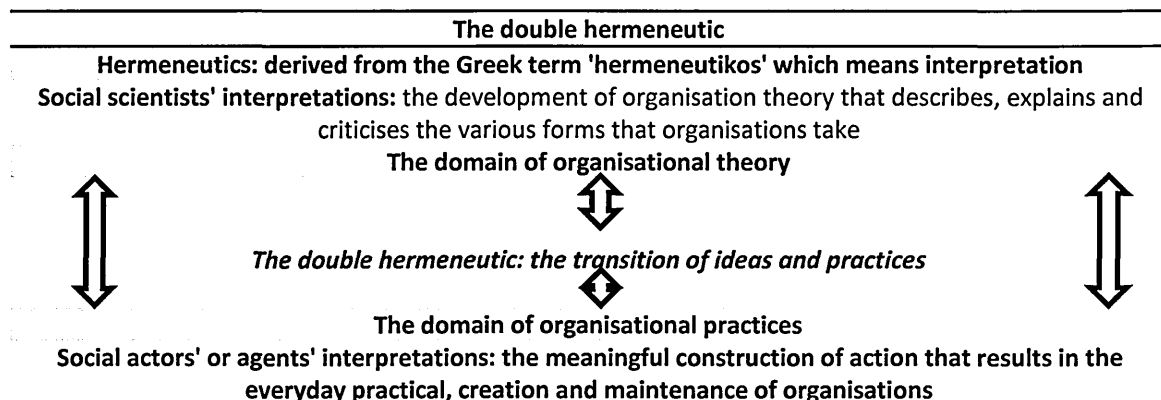 The double hermeneutic
Hermeneutics: derived from the Greek term 'hermeneutikos' which means interpretation
Social scientists' interpretations: the development of organisation theory that describes, explains and
criticises the various forms that organisations take
The domain of organisational theory
The double hermeneutic: the transition of ideas and practices
The domain of organisational practices
Social actors' or agents' interpretations: the meaningful construction of action that results in the
everyday practical, creation and maintenance of organisations